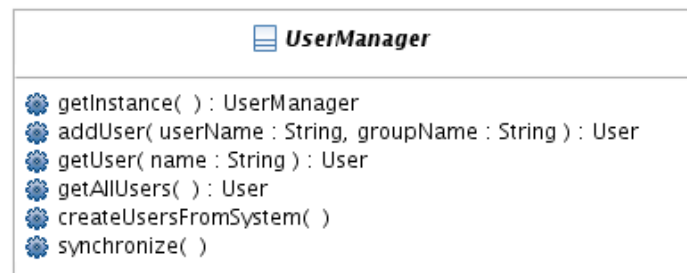 UserManager
getInstance( ) : UserManager
addUser( userName : String, groupName : String ) : User
getUser( name : String ) : User
getAllUsers( ) : User
createUsersFromSystem( )
synchronize( )